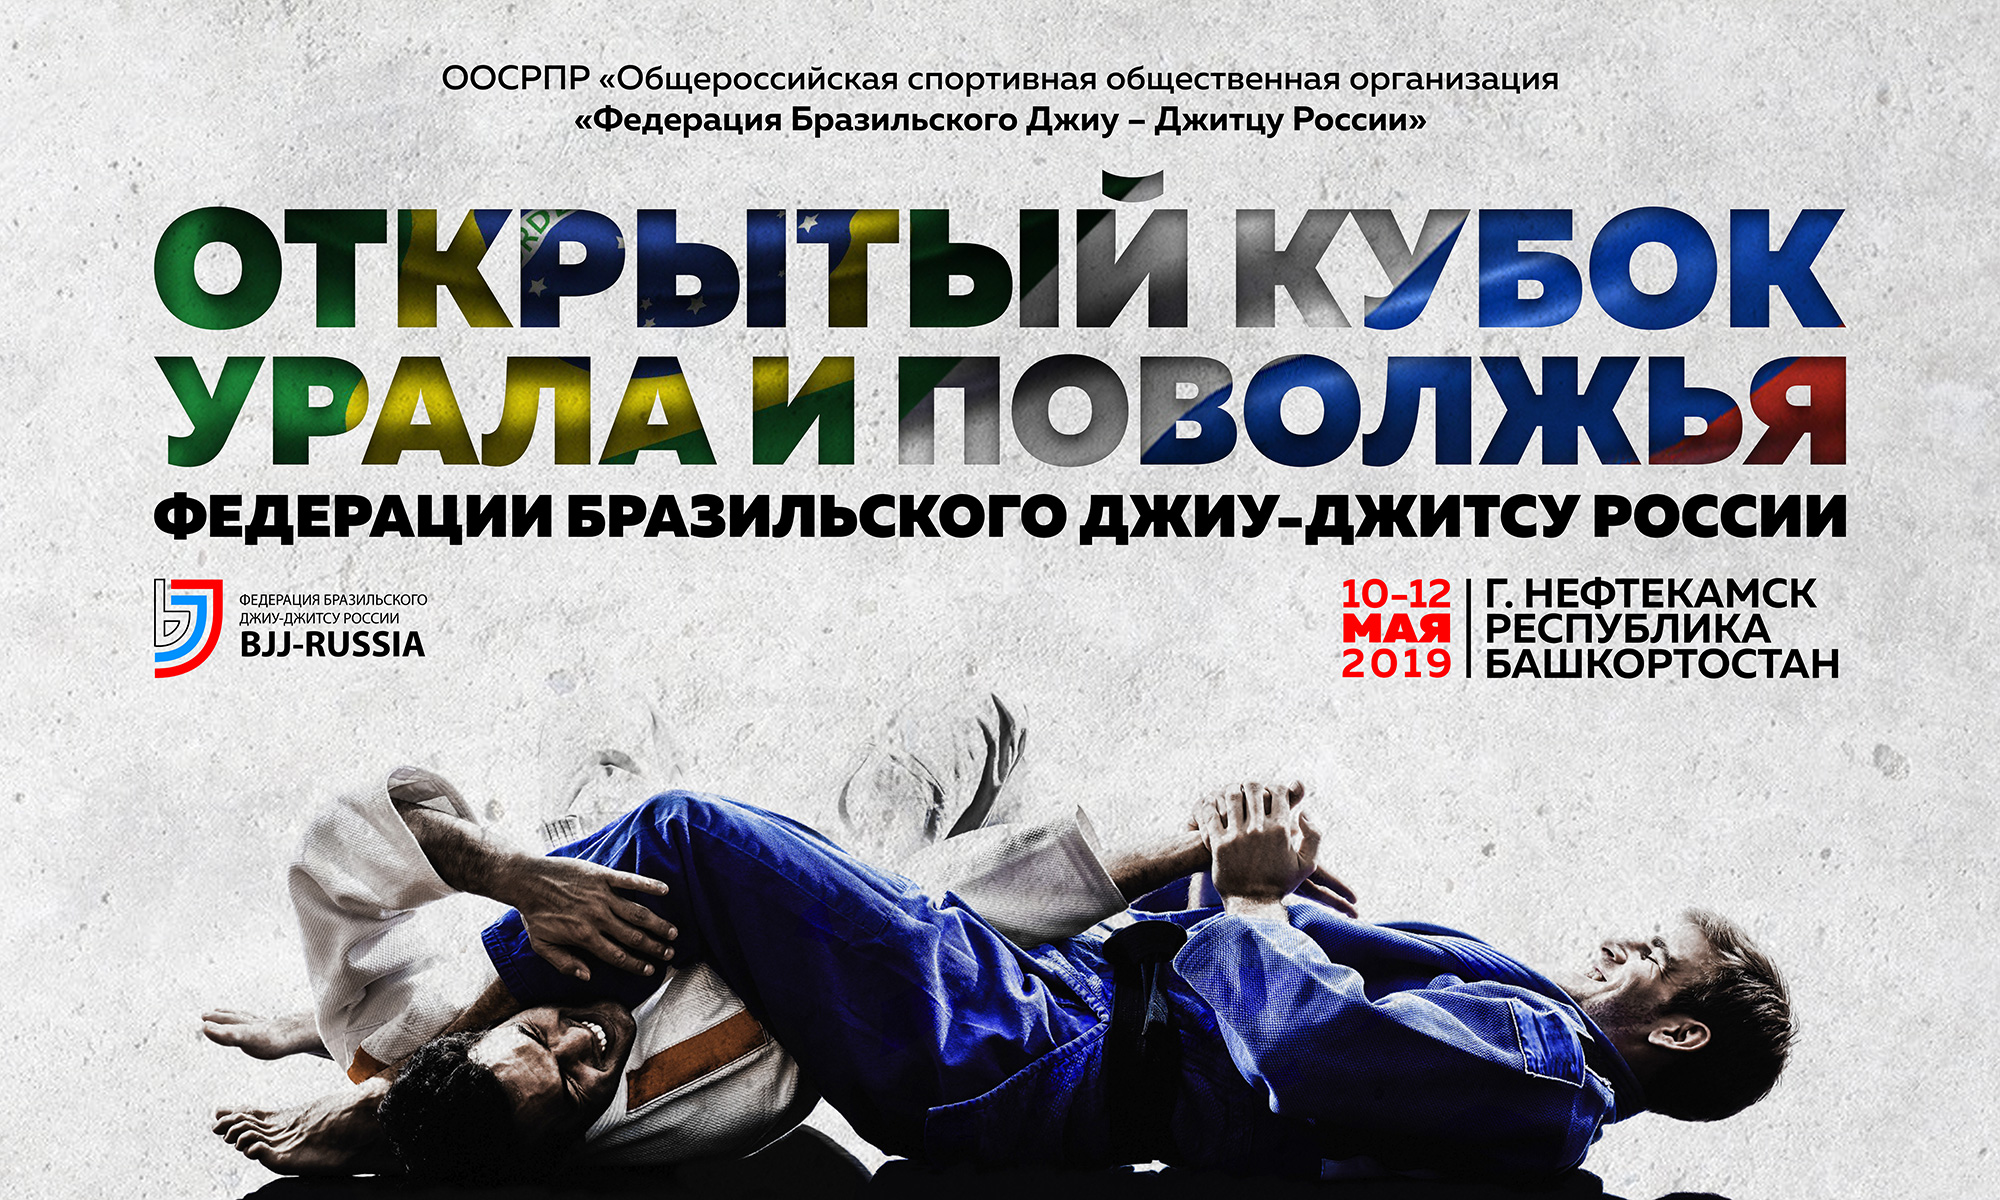 ООСРПР «Общероссийская спортивная общественная организация
«Федерация Бразильского Джиу – Джитцу России»
ОТКРЫТЫЙ КУБОК
УРАЛА И ПОВОЛЖЬЯ
ФЕДЕРАЦИИ БРАЗИЛЬСКОГО ДЖИУ-ДЖИТСУ РОССИИ
ФЕДЕРАЦИЯ БРАЗИЛЬСКОГО
ДЖИУ-ДЖИТСУ РОССИИ
BJJ-RUSSIA
10-12
МАЯ
2019
Г. НЕФТЕКАМСК
РЕСПУБЛИКА
БАШКОРТОСТАН